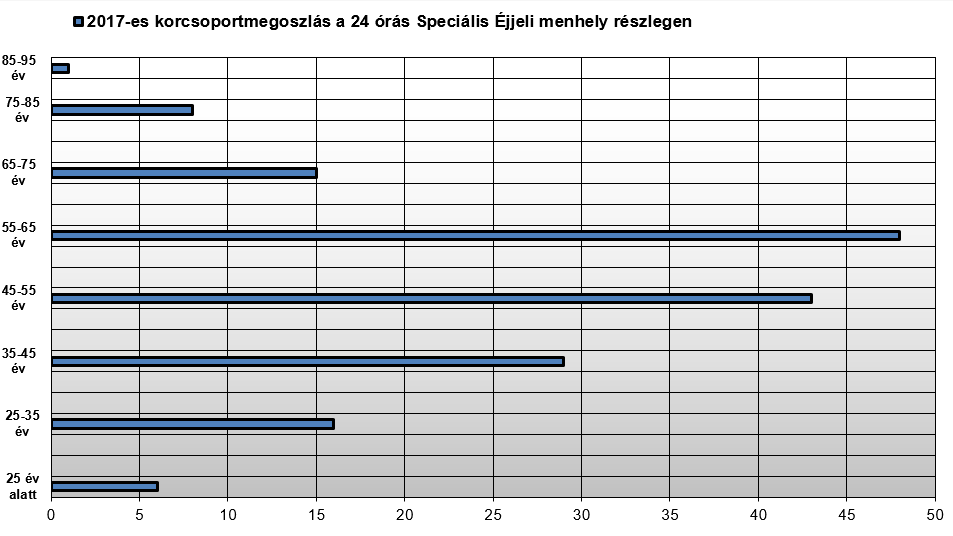 2017-es korcsoportmegoszlás a 24 órás Speciális Éjjeli menhely részlegen
85-95
év
75-85
év
65-75
év
55-65
év
45-55
év
35-45
év
25-35
év
25 év
alatt
0 5 10 15 20 25 30 35 40 45 50